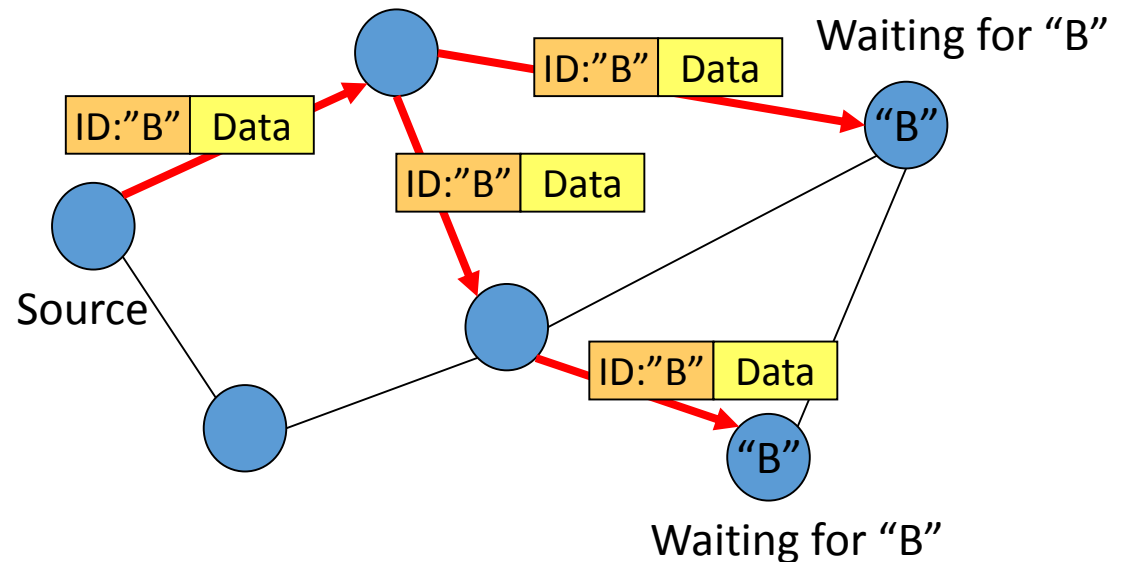 Waiting for “B”
ID:”B” Data
ID:”B” Data
“B”
ID:”B” Data
Source
ID:”B” Data
“B”
Waiting for “B”